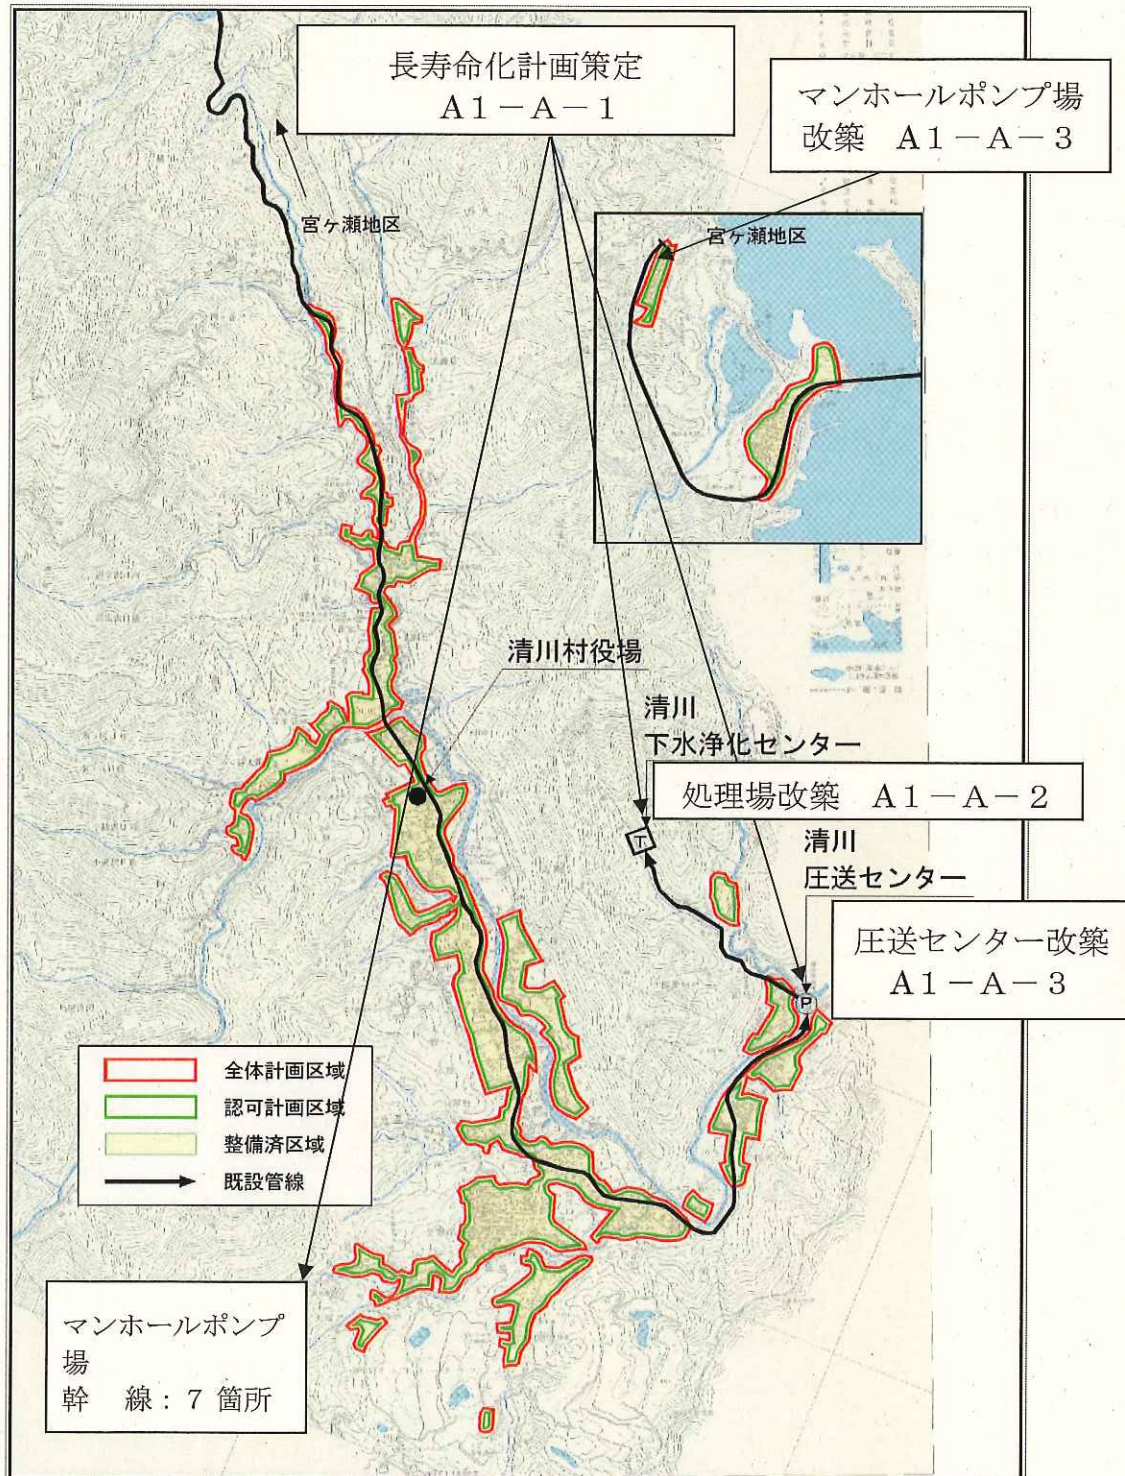 長寿命化計画策定
A1-A-1
マンホールポンプ場
改築 A1-A-3
宮ヶ瀬地区
宮ヶ瀬地区
清川村役場
清川
下水浄化センター
処理場改築 A1-A-2
T
清川
圧送センター
圧送センター改築
A1-A-3
P
全体計画区域
認可計画区域
整備済区域
既設管線
マンホールポンプ
場
幹 線：7 箇所